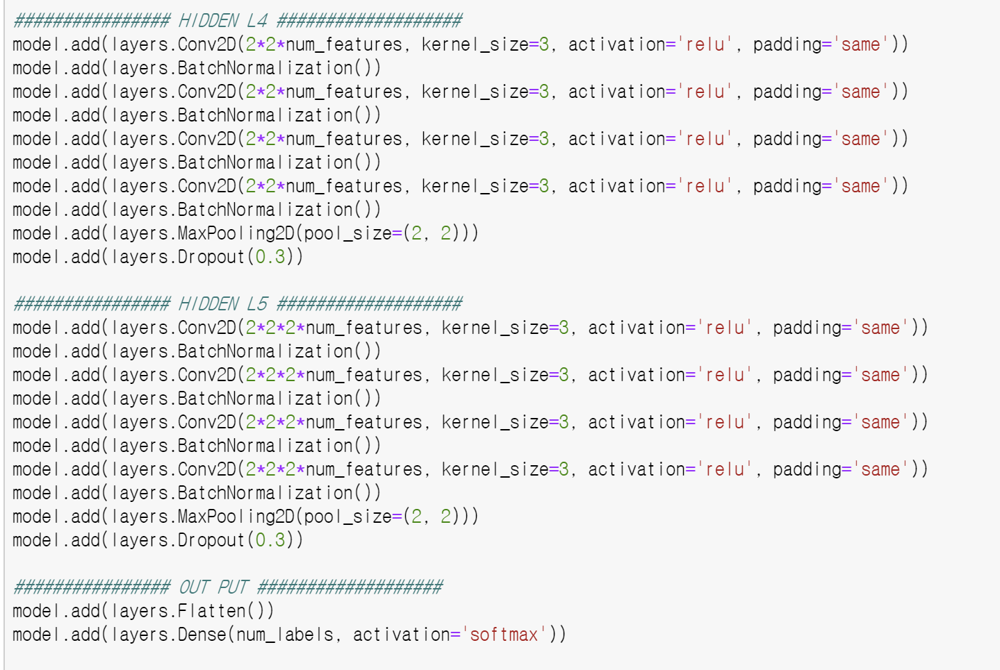 ################ HIDDEN L4 ###################
model.add(layers.Conv2D(2*2*num_features, kernel_size=3, activation='relu', padding='same'))
model.add(layers.BatchNormalization())
model.add(layers.Conv2D(2*2*num_features, kernel_size=3, activation='relu', padding='same'))
model.add(layers.BatchNormalization())
model.add(layers.Conv2D(2*2*num_features, kernel_size=3, activation='relu', padding='same'))
model.add(layers.BatchNormalization())
model.add(layers.Conv2D(2*2*num_features, kernel_size=3, activation='relu', padding='same'))
model.add(layers.BatchNormalization())
model.add(layers.MaxPooling2D(pool_size=(2, 2)))
model.add(layers.Dropout(0.3))
################ HIDDEN L5 ###################
model.add(layers.Conv2D(2*2*2*num_features, kernel_size=3, activation='relu', padding='same'))
model.add(layers.BatchNormalization())
model.add(layers.Conv2D(2*2*2*num_features, kernel_size=3, activation='relu', padding='same'))
model.add(layers.BatchNormalization())
model.add(layers.Conv2D(2*2*2*num_features, kernel_size=3, activation='relu', padding='same'))
model.add(layers.BatchNormalization())
model.add(layers.Conv2D(2*2*2*num_features, kernel_size=3, activation='relu', padding='same'))
model.add(layers.BatchNormalization())
model.add(layers.MaxPooling2D(pool_size=(2, 2)))
model.add(layers.Dropout(0.3))
################ OUT PUT ###################
model.add(layers.Flatten())
model.add(layers.Dense(num_labels, activation='softmax'))